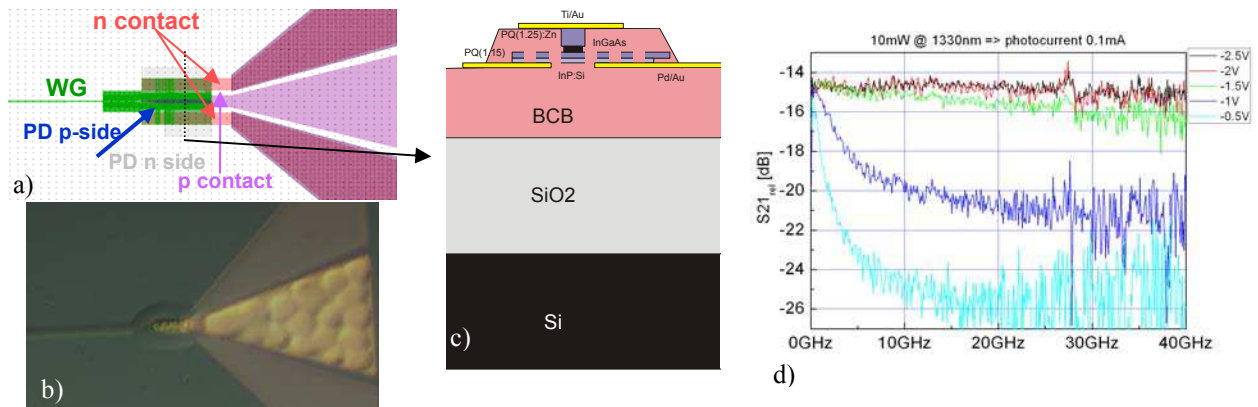 n contact
WG
PD p-side
PD n side
p contact
a)
b)
Ti/Au
PQ(1.25):Zn
InGaAs
PQ(1.15)
InP:Si
Pd/Au
BCB
SiO2
Si
c)
10mW @ 1330nm => photocurrent 0.1mA
-2.5V
-2V
-1.5V
-1V
-0.5V
-14
-16
-18
-20
-22
-24
-26
S21rel [dB]
0GHz 10GHz 20GHz 30GHz 40GHz
d)